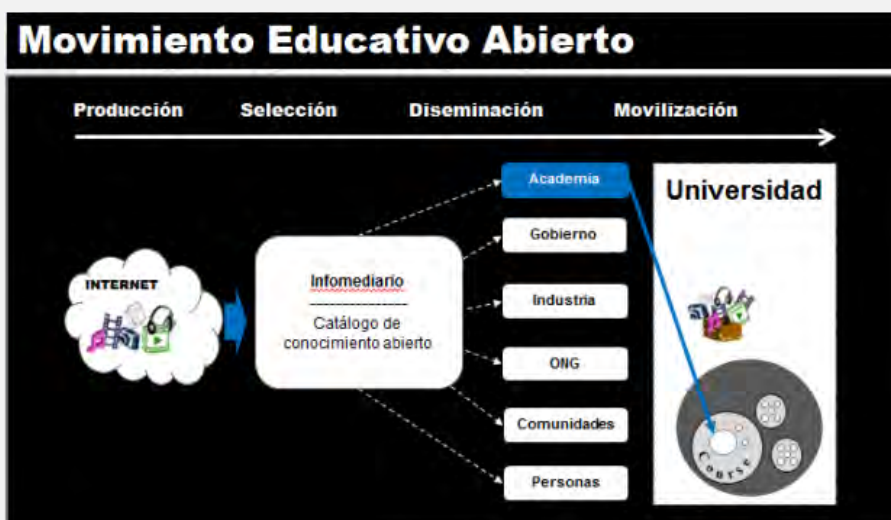 Movimiento Educativo Abierto
Producción Selección Diseminación Movilización
Academia
Gobierno
Industria
ONG
Comunidades
Personas
INTERNET
Infomediario
----------------
Catálogo de
conocimiento abierto
Universidad
Course